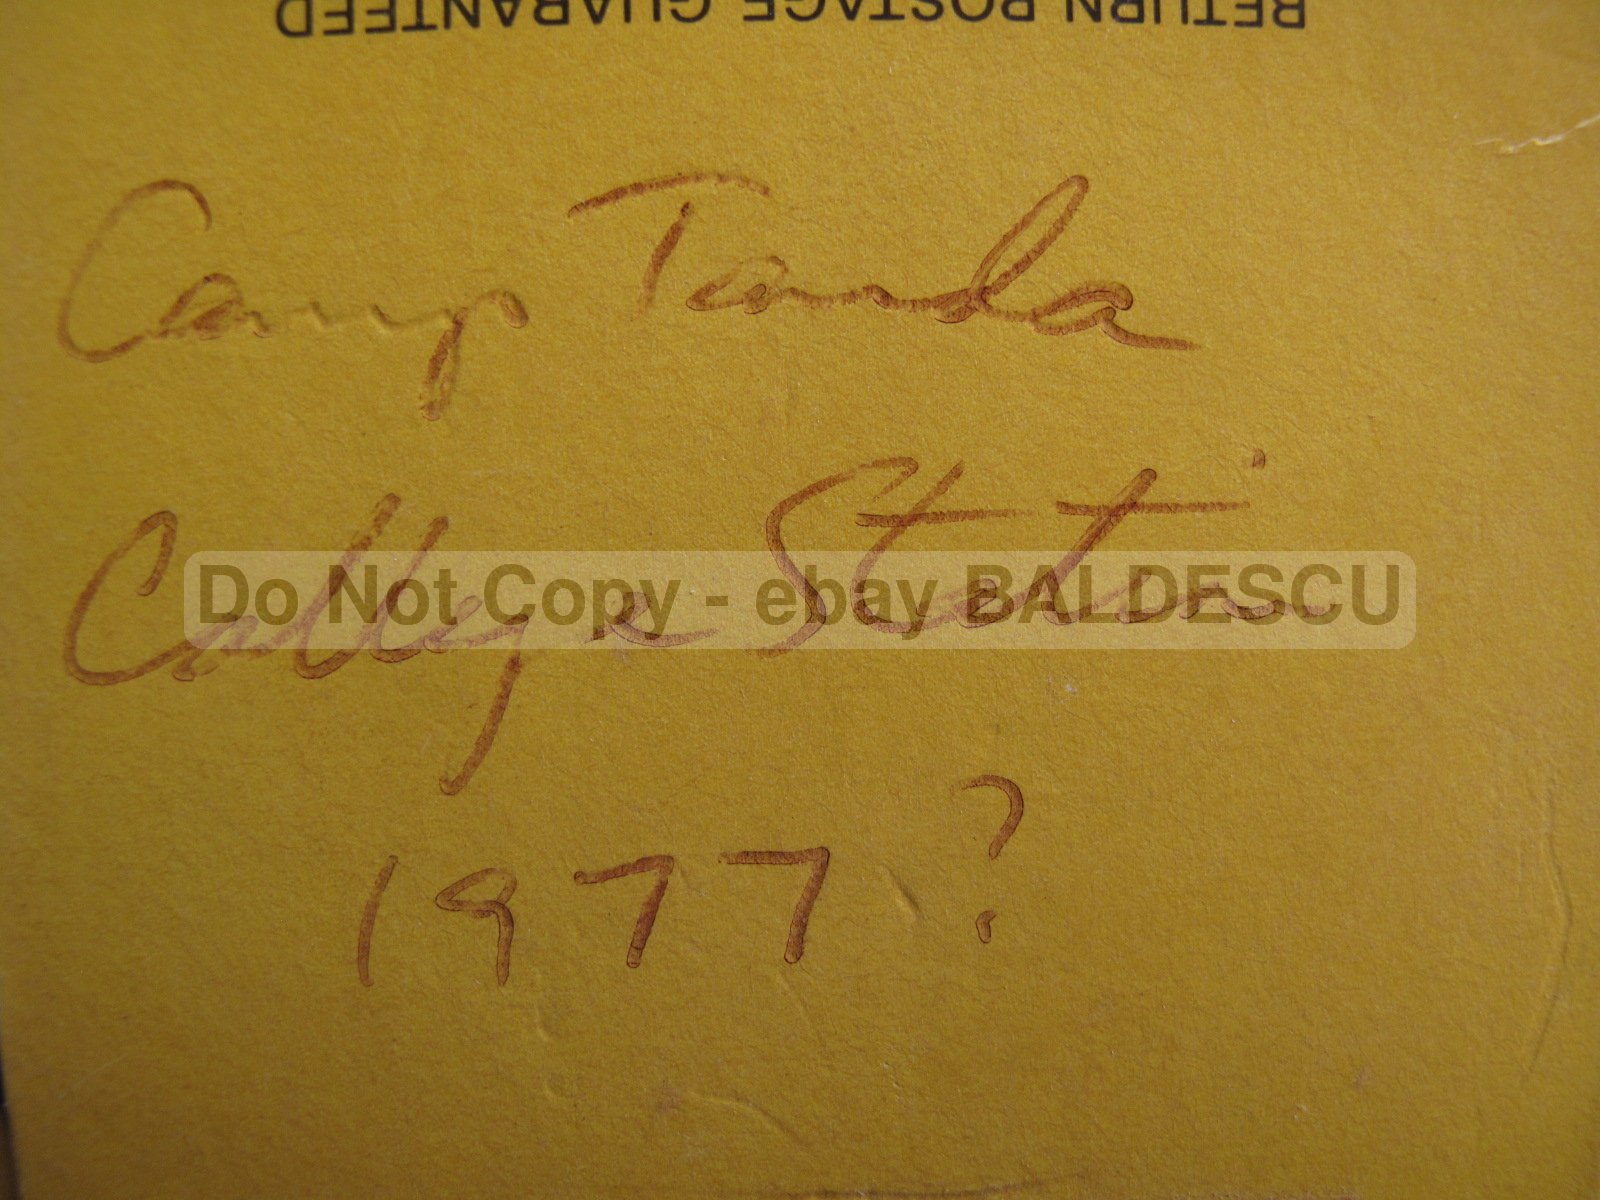 RETURN POSTAGE GUARANTEED
Camp Tanda
College Station
Do Not Copy - ebay BALDESCU
1977?